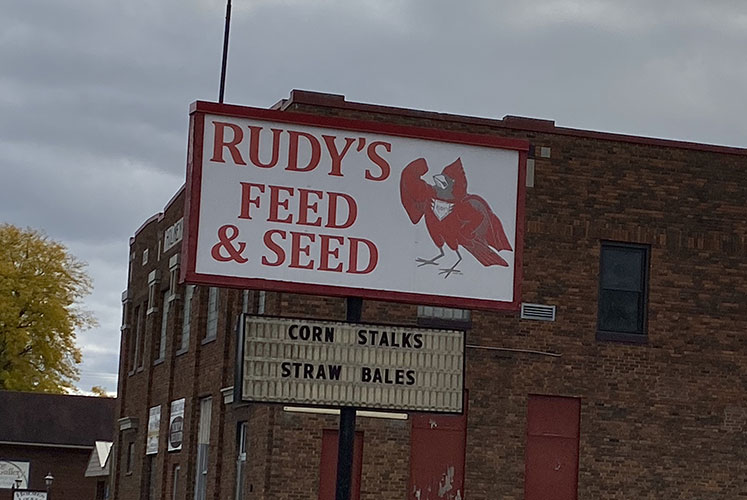 RUDY'S
FEED
& SEED
CORN STALKS
STRAW BALES